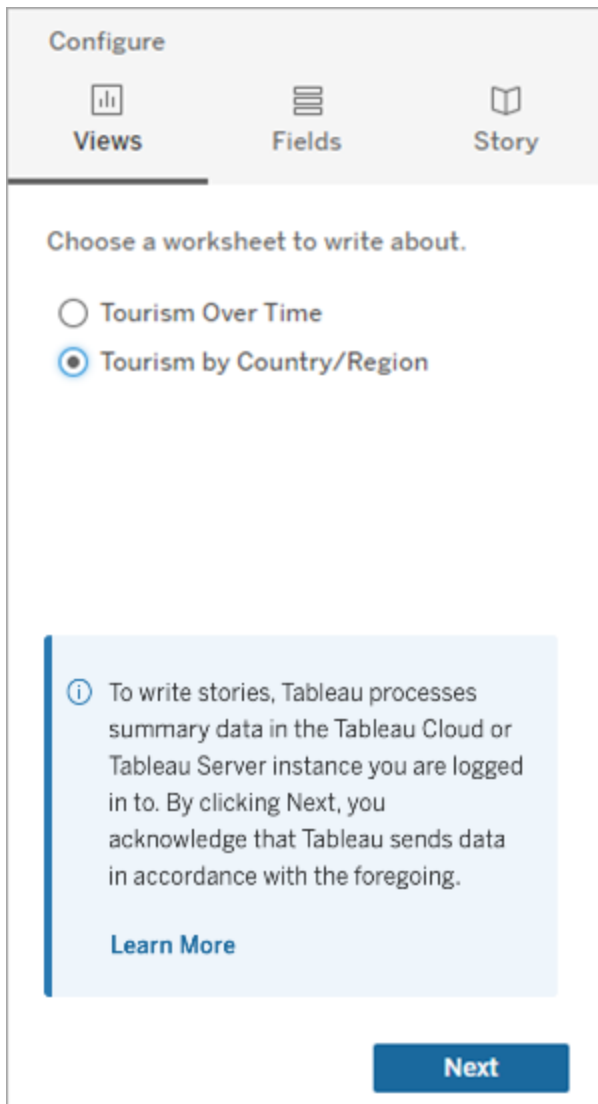 Configure
Views
Fields
Story
Choose a worksheet to write about.
Tourism Over Time
Tourism by Country/Region
To write stories, Tableau processes
summary data in the Tableau Cloud or
Tableau Server instance you are logged
in to. By clicking Next, you
acknowledge that Tableau sends data
in accordance with the foregoing.
Learn More
Next